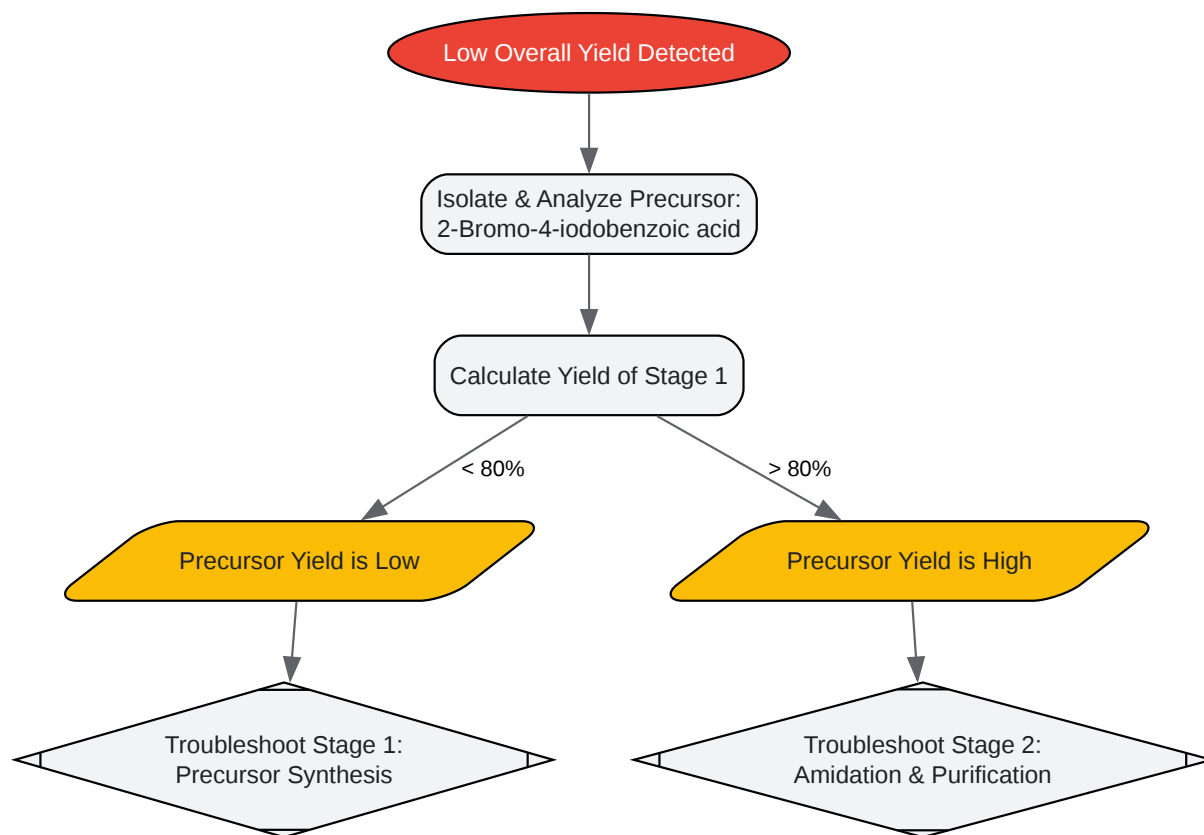 Low Overall Yield Detected
Isolate & Analyze Precursor:
2-Bromo-4-iodobenzoic acid
Calculate Yield of Stage 1
< 80%
> 80%
Precursor Yield is Low
Precursor Yield is High
Troubleshoot Stage 1:
Precursor Synthesis
Troubleshoot Stage 2:
Amidation & Purification